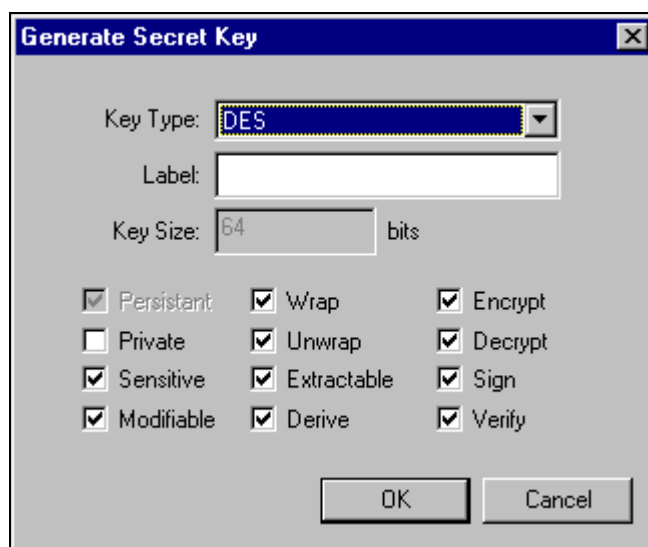 Generate Secret Key
Key Type: DES
Label:
Key Size: 64 bits
Persistant Wrap Encrypt
Private Unwrap Decrypt
Sensitive Extractable Sign
Modifiable Derive Verify
OK Cancel